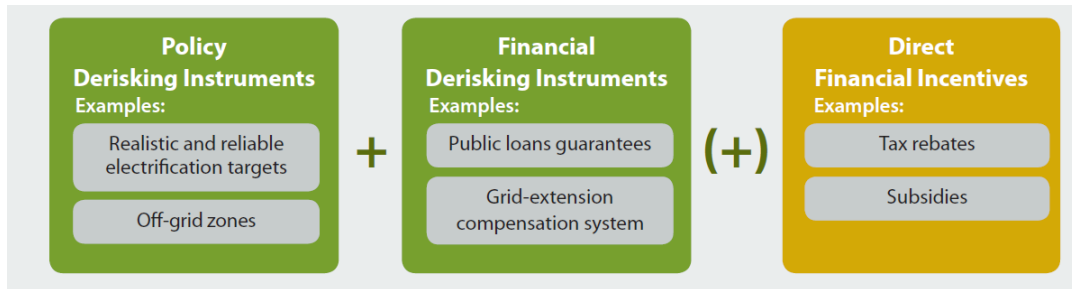 Policy
Derisking Instruments
Examples:
Realistic and reliable
electrification targets
Off-grid zones
+
Financial
Derisking Instruments
Examples:
Public loans guarantees
Grid-extension
compensation system
(+)
Direct
Financial Incentives
Examples:
Tax rebates
Subsidies